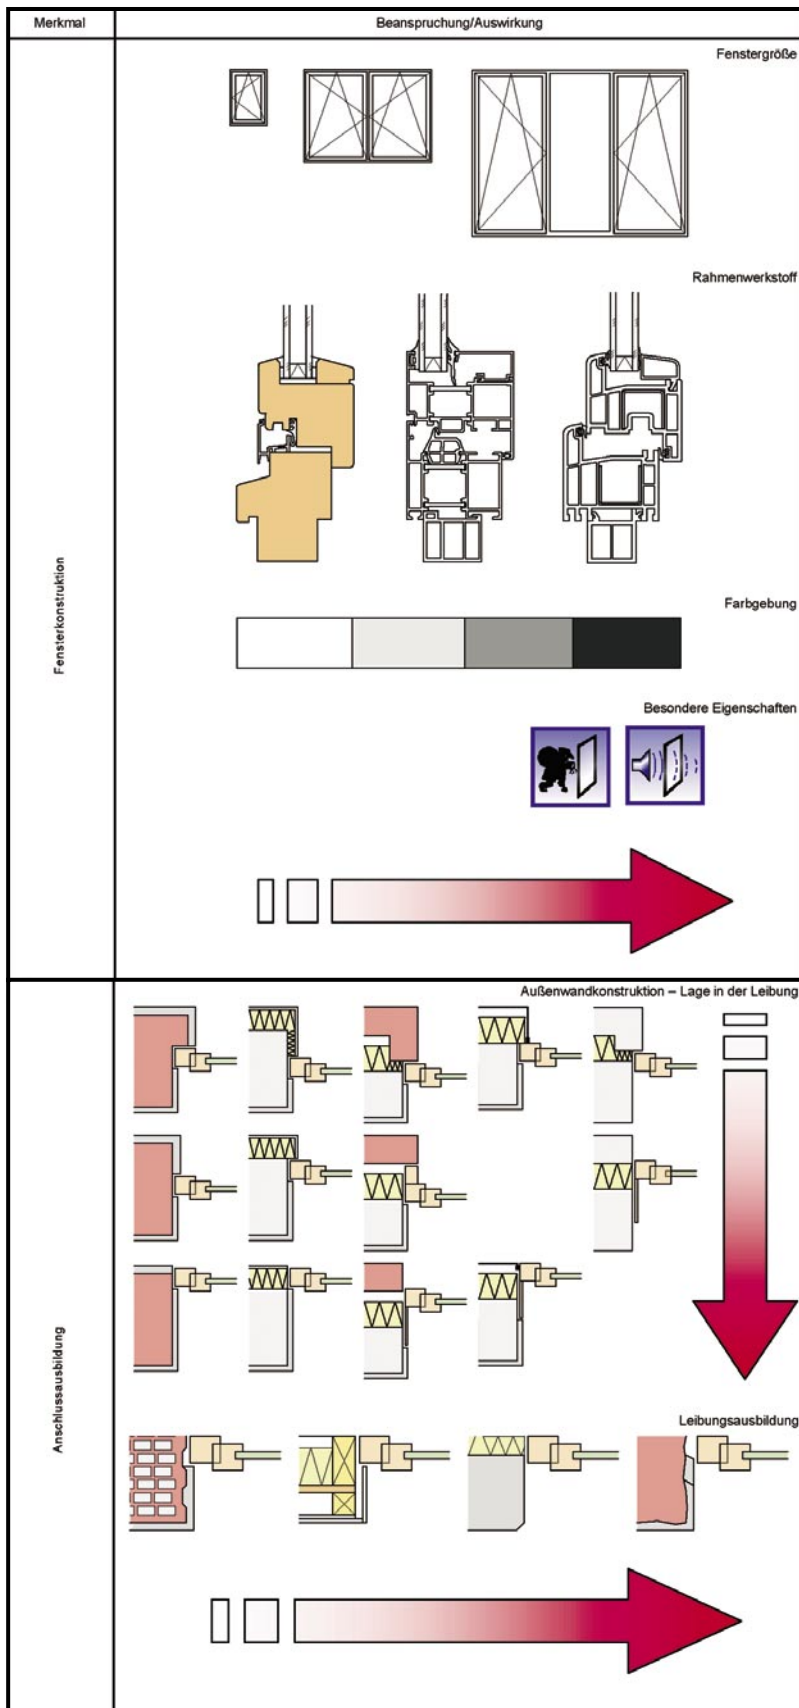 Merkmal
Beanspruchung/Auswirkung
Fensterkonstruktion
Fenstergröße
Rahmenwerkstoff
Farbgebung
Besondere Eigenschaften
Anschlussausbildung
Außenwandkonstruktion – Lage in der Leibung
Leibungsausbildung